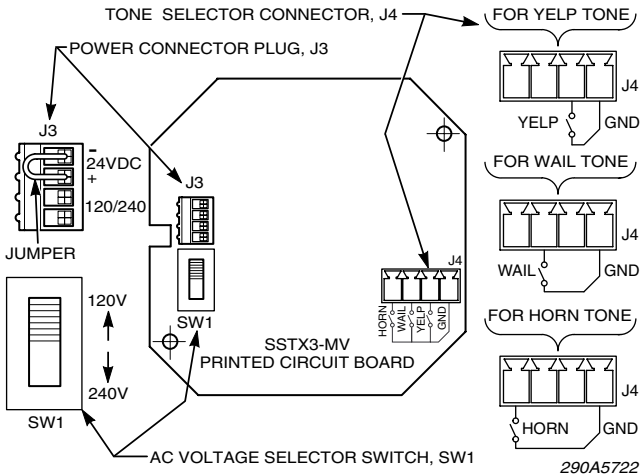 TONE SELECTOR CONNECTOR, J4
POWER CONNECTOR PLUG, J3
J3
-
24VDC
+
120/240
JUMPER
120V
240V
SW1
J3
SW1
J4
HORN
WAIL
YELP
GND
SSTX3-MV
PRINTED CIRCUIT BOARD
AC VOLTAGE SELECTOR SWITCH, SW1
FOR YELP TONE
J4
YELP
GND
FOR WAIL TONE
J4
WAIL
GND
FOR HORN TONE
J4
HORN
GND
290A5722